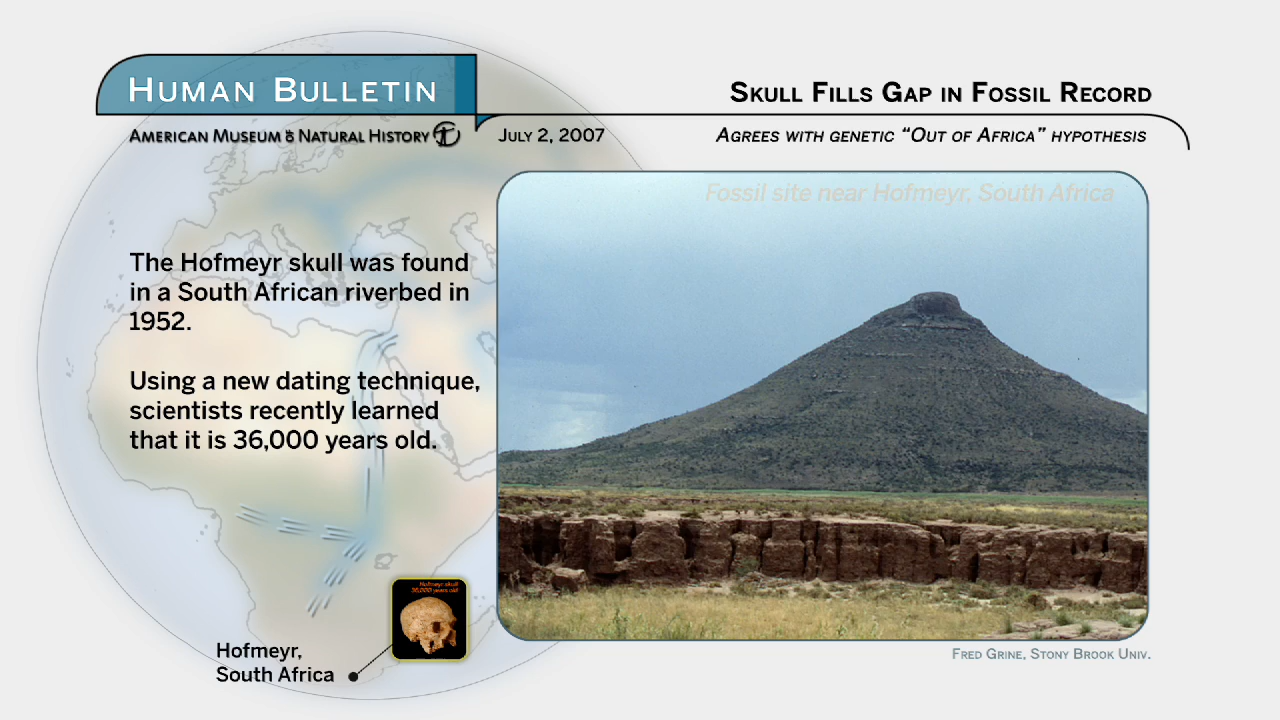 HUMAN BULLETIN
SKULL FILLS GAP IN FOSSIL RECORD
AMERICAN MUSEUM OF NATURAL HISTORY
JULY 2, 2007
AGREES WITH GENETIC “OUT OF AFRICA” HYPOTHESIS
Fossil site near Hofmeyr, South Africa
The Hofmeyr skull was found
in a South African riverbed in
1952.
Using a new dating technique,
scientists recently learned
that it is 36,000 years old.
Hofmeyr skull
36,000 years old
Hofmeyr,
South Africa
FRED GRINE, STONY BROOK UNIV.